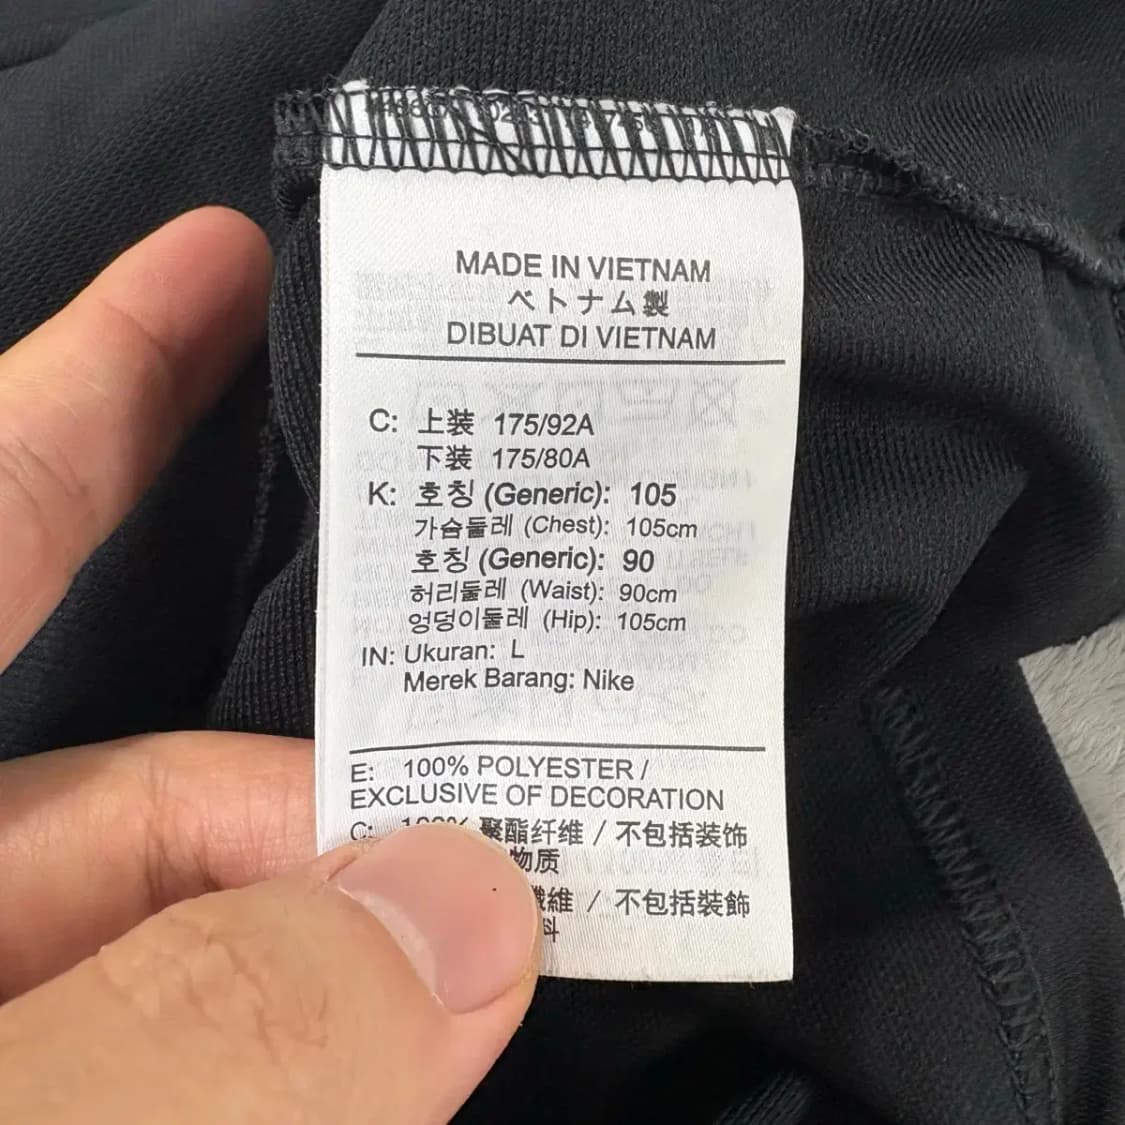 MADE IN VIETNAM
ベトナム製
DIBUAT DI VIETNAM
C: 上装 175/92A
下装 175/80A
K: 호칭 (Generic): 105
가슴둘레 (Chest): 105cm
호칭 (Generic): 90
허리둘레 (Waist): 90cm
엉덩이둘레 (Hip): 105cm
IN: Ukuran: L
Merek Barang: Nike
E: 100% POLYESTER /
EXCLUSIVE OF DECORATION
C: 100% 聚酯纤维 / 不包括装饰
物质
維 / 不包括裝飾
料